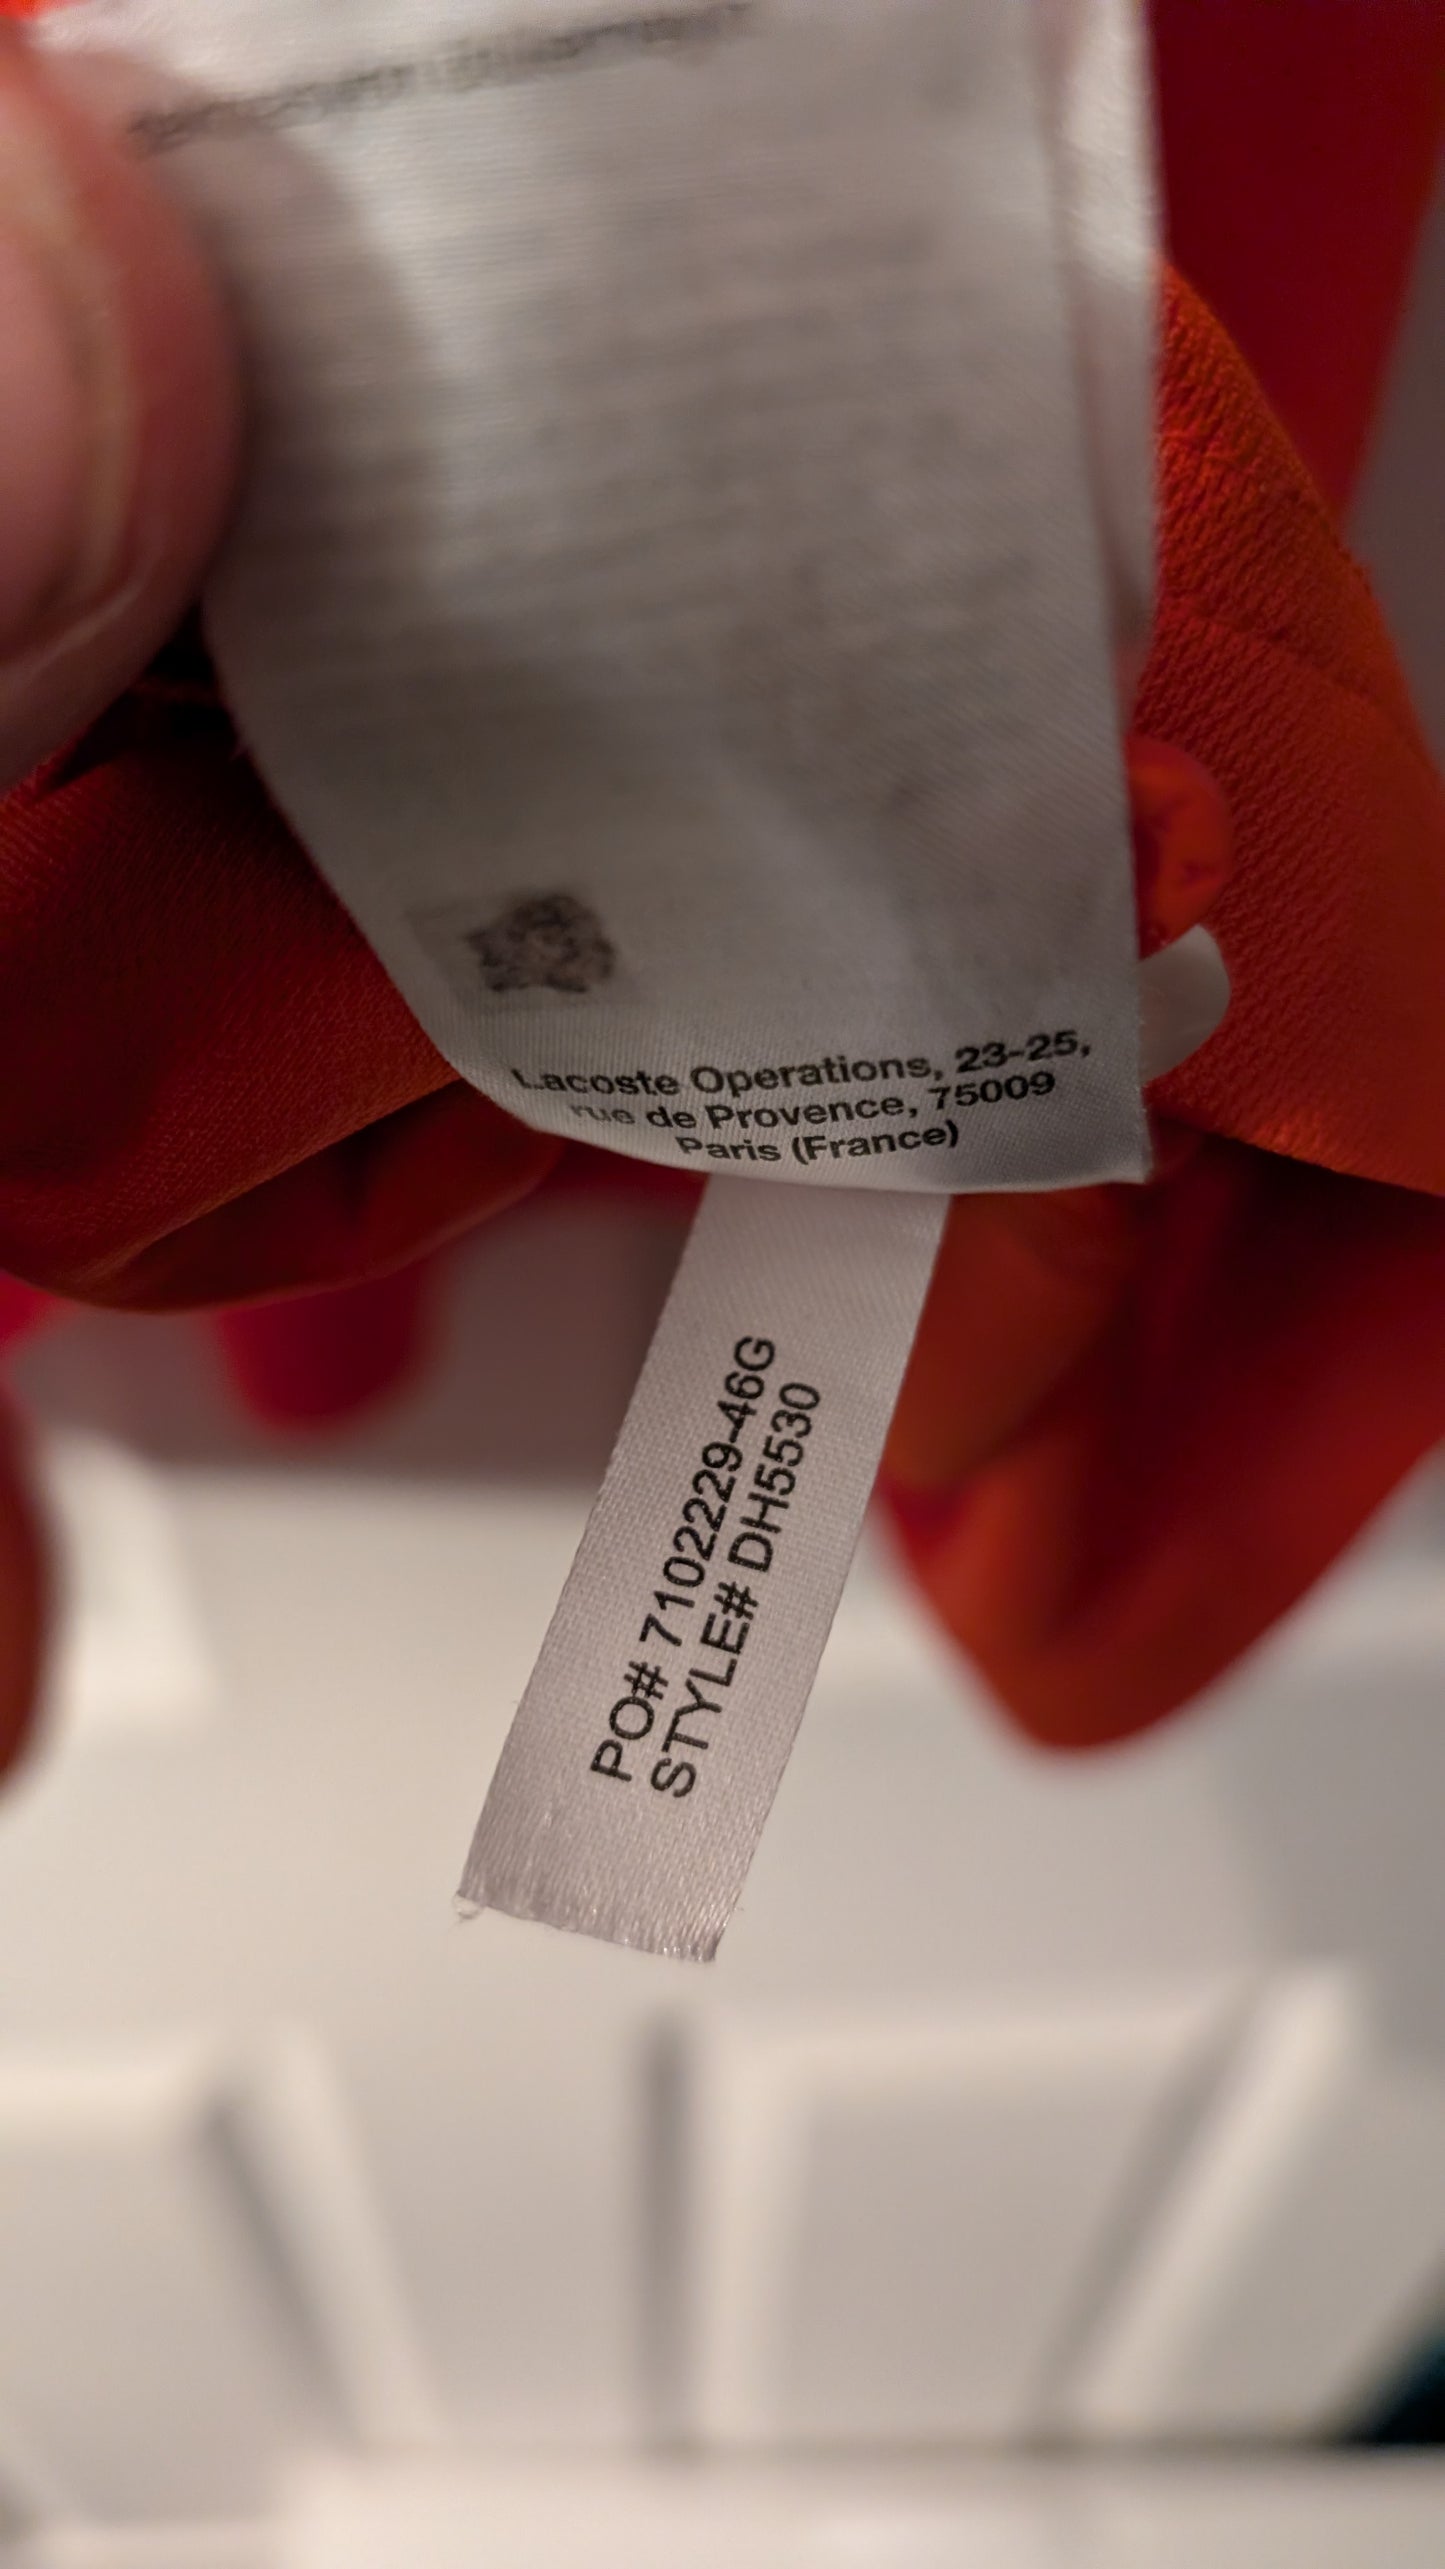 Lacoste Operations, 23-25,
rue de Provence, 75009
Paris (France)
PO# 7102229-46G
STYLE# DH5530